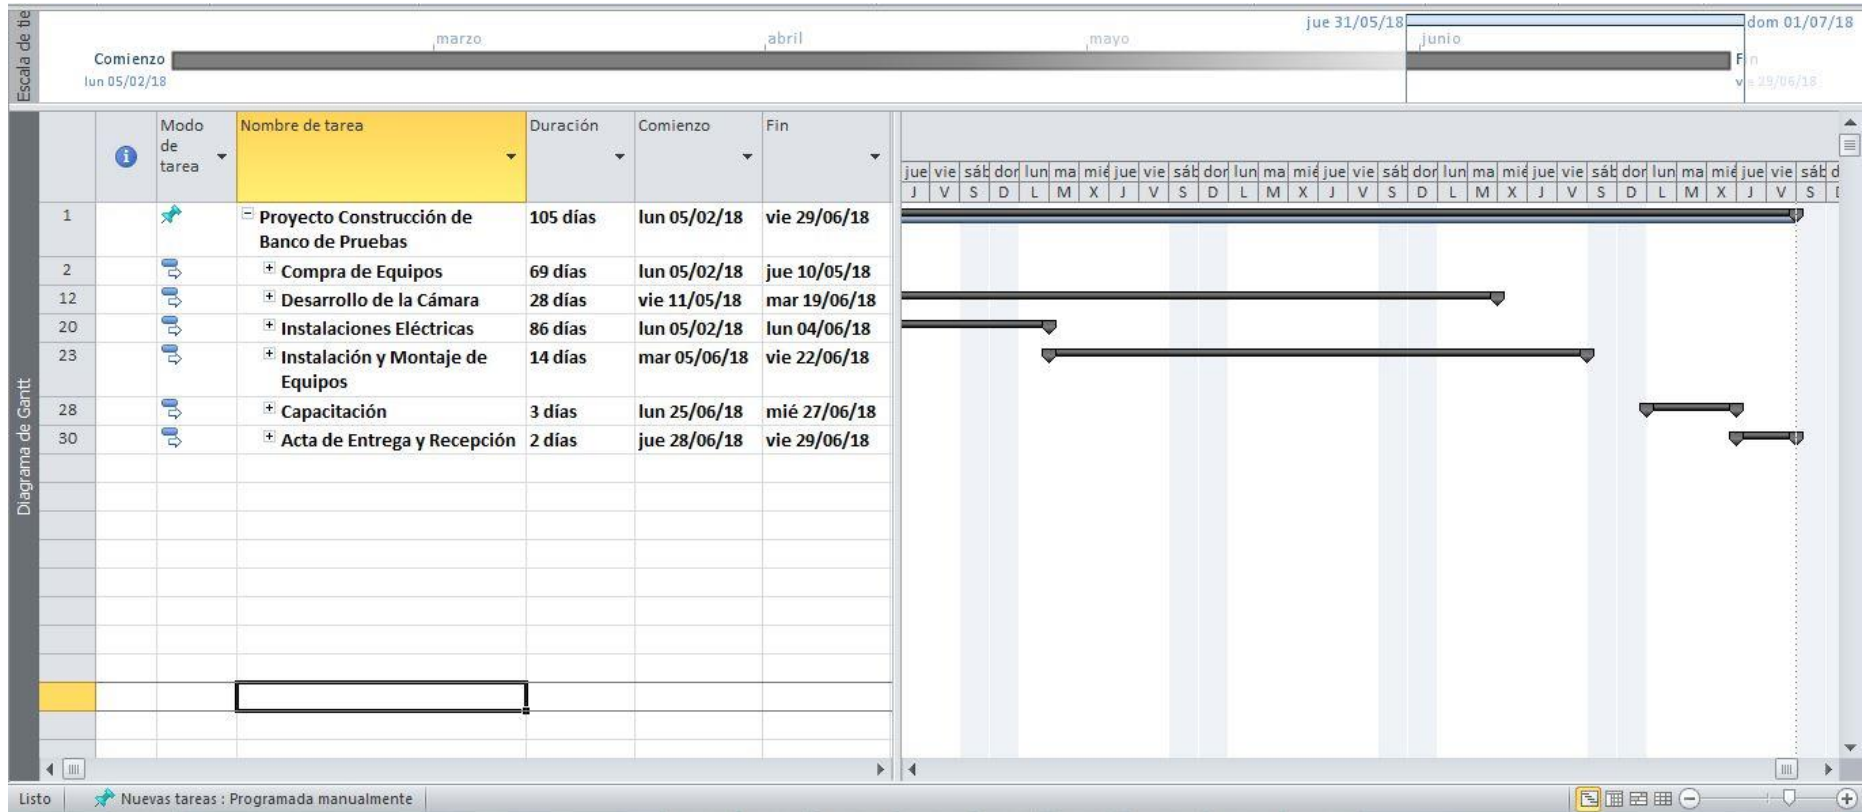 Escala de tie
jue 31/05/18 dom 01/07/18
marzo abril mayo junio
Comienzo Fin
lun 05/02/18 vie 29/06/18
Modo de tarea Nombre de tarea Duración Comienzo Fin
jue vie sáb dor lun ma mié jue vie sáb dor lun ma mié jue vie sáb dor lun ma mié jue vie sáb dor lun ma mié jue vie sáb d
J V S D L M X J V S D L M X J V S D L M X J V S D L M X J V S
Diagrama de Gantt
1 Proyecto Construcción de 105 días lun 05/02/18 vie 29/06/18
Banco de Pruebas
2 Compra de Equipos 69 días lun 05/02/18 jue 10/05/18
12 Desarrollo de la Cámara 28 días vie 11/05/18 mar 19/06/18
20 Instalaciones Eléctricas 86 días lun 05/02/18 lun 04/06/18
23 Instalación y Montaje de 14 días mar 05/06/18 vie 22/06/18
Equipos
28 Capacitación 3 días lun 25/06/18 mié 27/06/18
30 Acta de Entrega y Recepción 2 días jue 28/06/18 vie 29/06/18
Listo Nuevas tareas : Programada manualmente